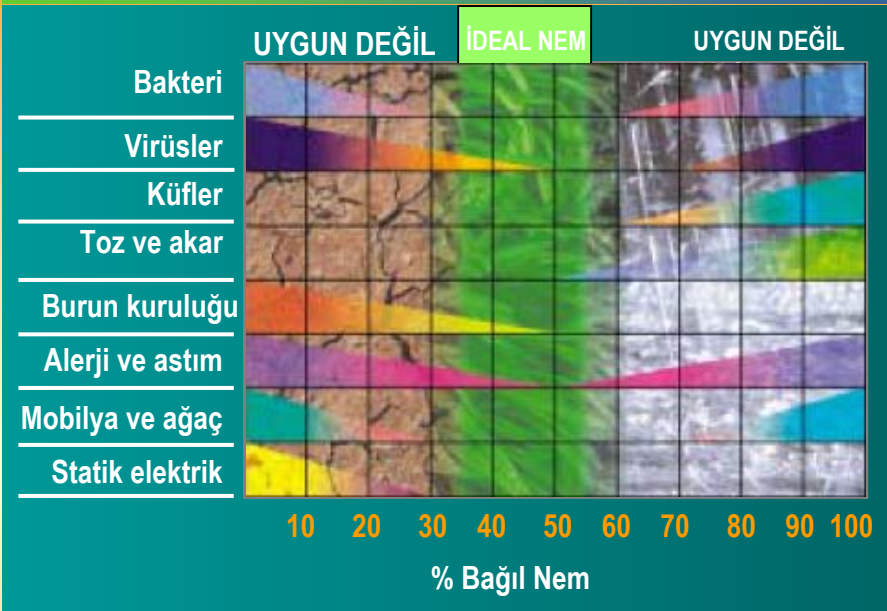 UYGUN DEĞİL
İDEAL NEM
UYGUN DEĞİL
Bakteri
Virüsler
Küfler
Toz ve akar
Burun kuruluğu
Alerji ve astım
Mobilya ve ağaç
Statik elektrik
10 20 30 40 50 60 70 80 90 100
% Bağıl Nem